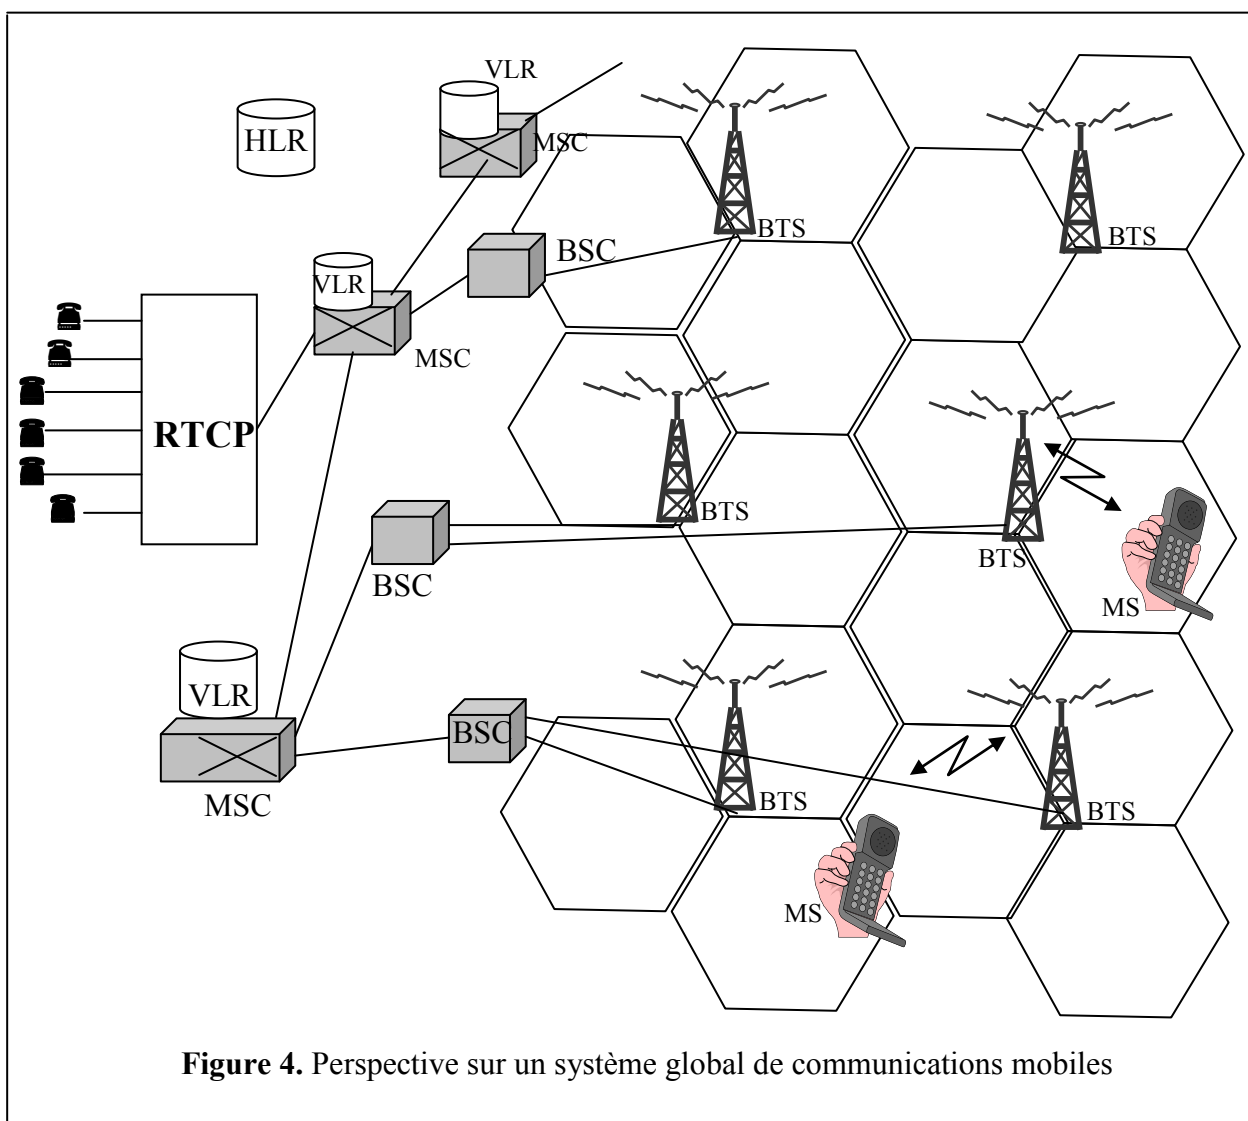 VLR
HLR
MSC
BTS
BTS
BSC
VLR
MSC
RTCP
BTS
BTS
BSC
MS
VLR
BSC
MSC
BTS
BTS
MS
Figure 4. Perspective sur un système global de communications mobiles